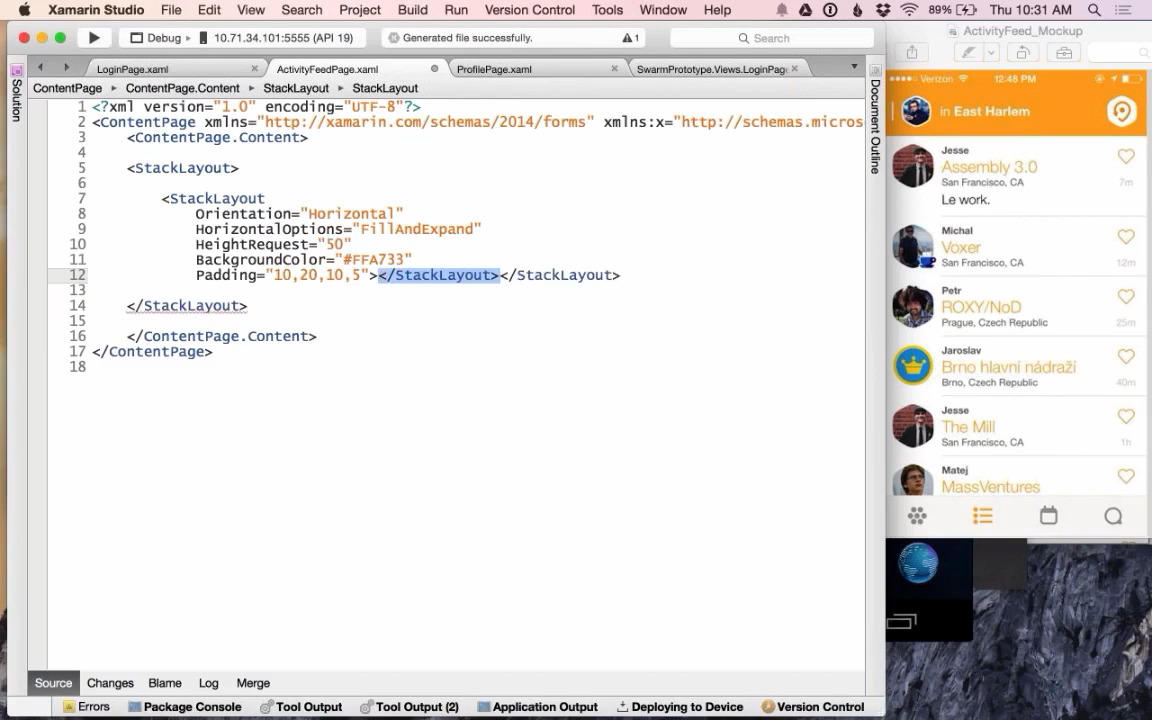 Xamarin Studio File Edit View Search Project Build Run Version Control Tools Window Help 89% Thu 10:31 AM
Debug 10.71.34.101:5555 (API 19) Generated file successfully. 1 Search
ActivityFeed_Mockup
LoginPage.xaml ActivityFeedPage.xaml ProfilePage.xaml SwarmPrototype.Views.LoginPage
ContentPage ContentPage.Content StackLayout StackLayout
Solution
Document Outline
1 <?xml version="1.0" encoding="UTF-8"?>
2 <ContentPage xmlns="http://xamarin.com/schemas/2014/forms" xmlns:x="http://schemas.micros
3 <ContentPage.Content>
4
5 <StackLayout>
6
7 <StackLayout
8 Orientation="Horizontal"
9 HorizontalOptions="FillAndExpand"
10 HeightRequest="50"
11 BackgroundColor="#FFA733"
12 Padding="10,20,10,5"></StackLayout></StackLayout>
13
14 </StackLayout>
15
16 </ContentPage.Content>
17 </ContentPage>
18
Source Changes Blame Log Merge
Errors Package Console Tool Output Tool Output (2) Application Output Deploying to Device Version Control
Verizon 12:48 PM
in East Harlem
Jesse
Assembly 3.0
San Francisco, CA 7m
Le work.
Michal
Voxer
San Francisco, CA 12m
Petr
ROXY/NoD
Prague, Czech Republic 25m
Jaroslav
Brno hlavní nádraží
Brno, Czech Republic 40m
Jesse
The Mill
San Francisco, CA 1h
Matej
MassVentures